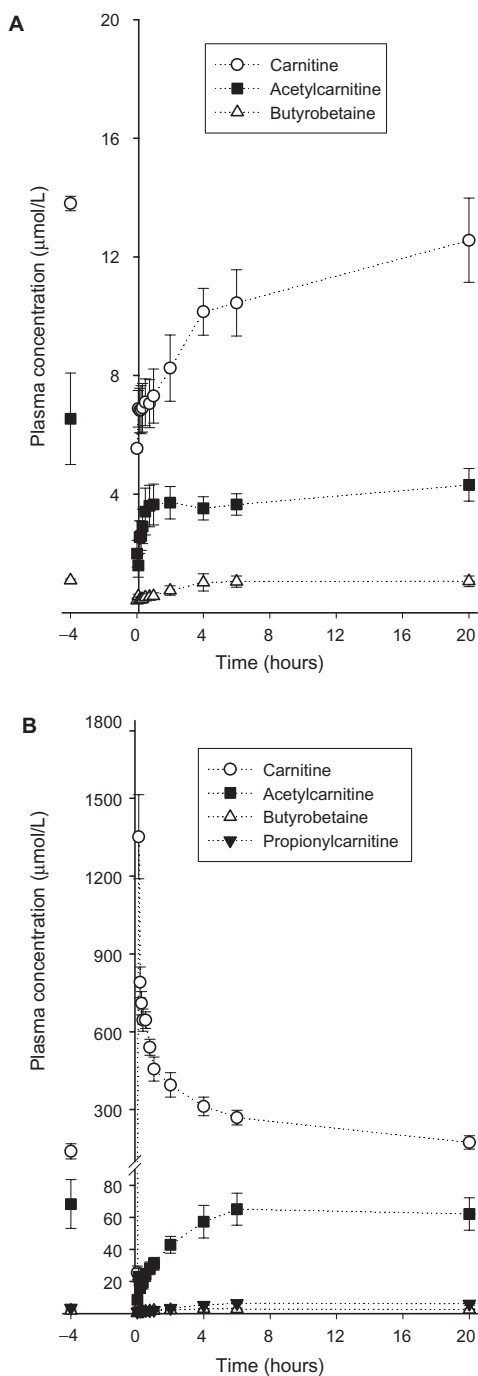 A
20
16
12
8
4
Plasma concentration (μmol/L)
Carnitine
Acetylcarnitine
Butyrobetaine
–4 0 4 8 12 16 20
Time (hours)
B
1800
1500
1200
900
600
300
80
60
40
20
Plasma concentration (μmol/L)
Carnitine
Acetylcarnitine
Butyrobetaine
Propionylcarnitine
–4 0 4 8 12 16 20
Time (hours)